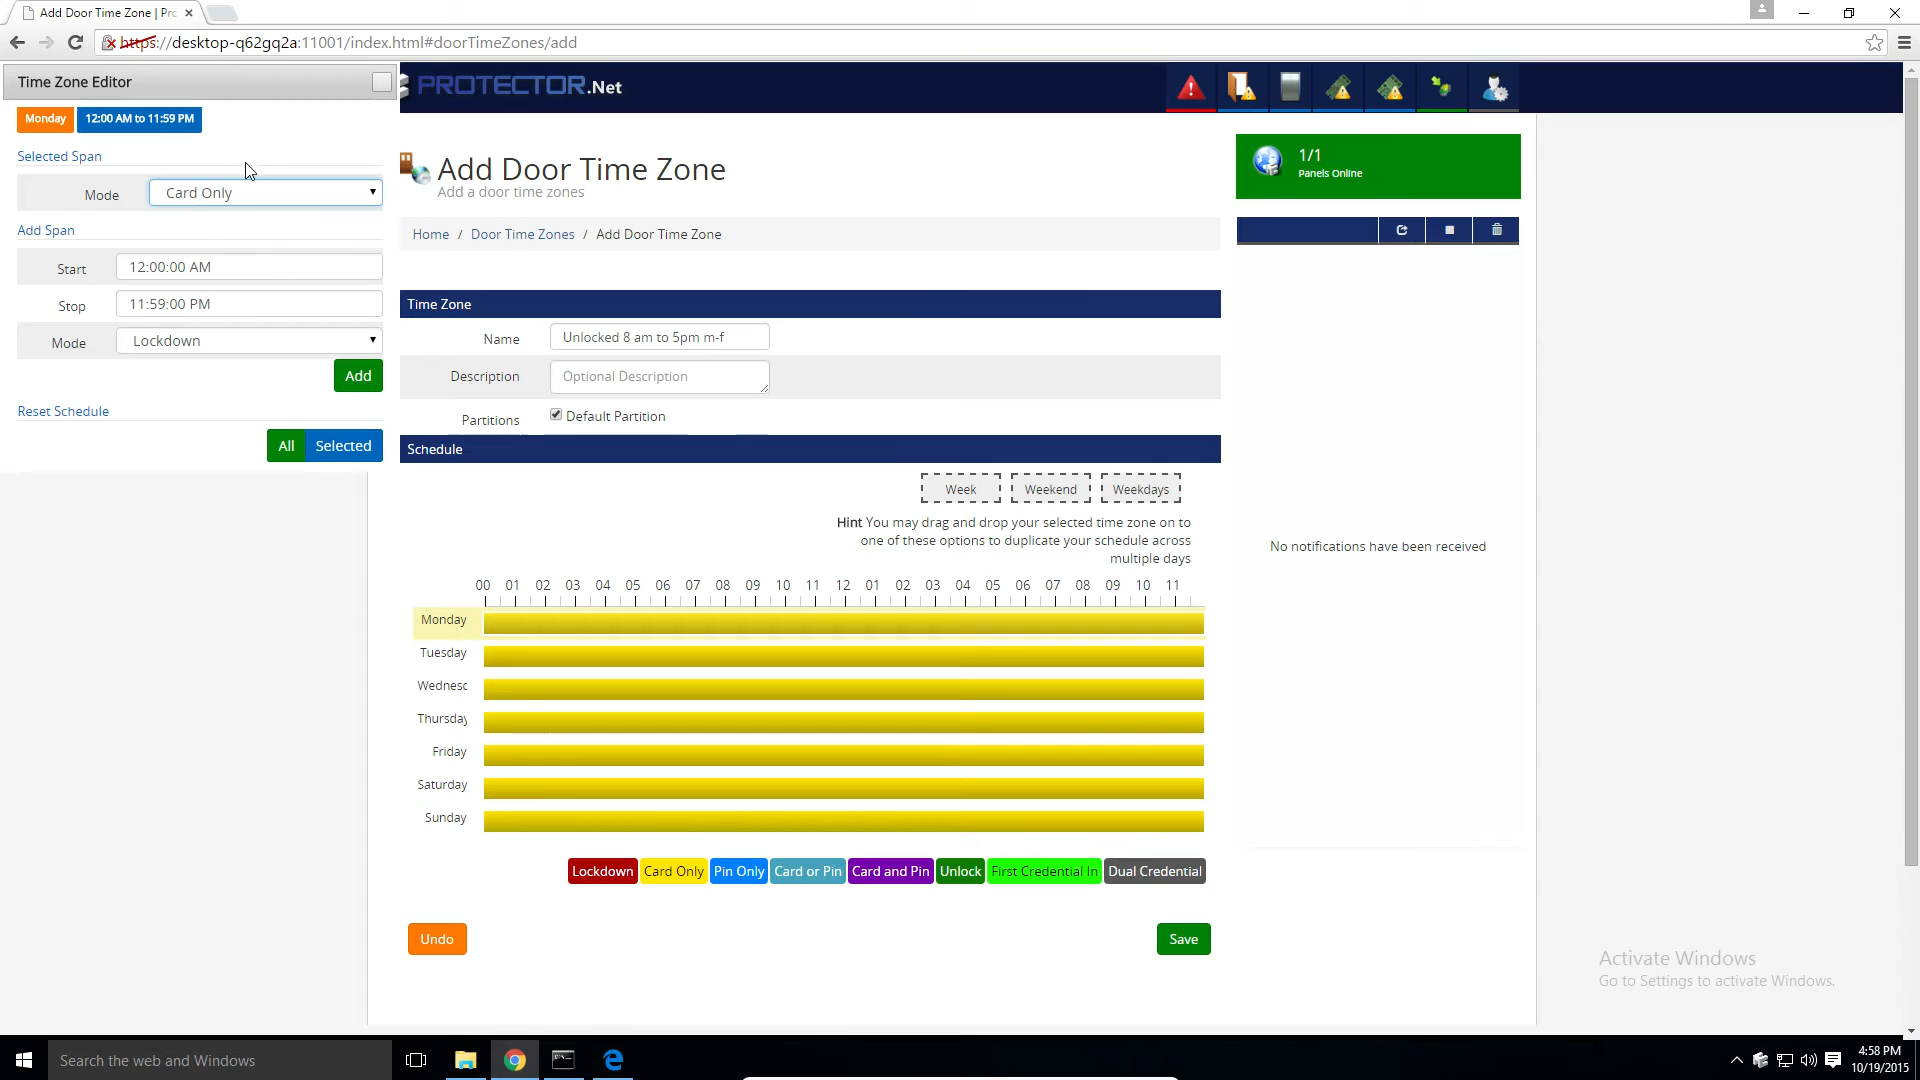 Add Door Time Zone | Pro
https://desktop-q62gq2a:11001/index.html#doorTimeZones/add
Time Zone Editor
Monday 12:00 AM to 11:59 PM
Selected Span
Mode Card Only
Add Span
Start 12:00:00 AM
Stop 11:59:00 PM
Mode Lockdown
Add
Reset Schedule
All Selected
PROTECTOR.Net
Add Door Time Zone
Add a door time zones
Home / Door Time Zones / Add Door Time Zone
Time Zone
Name Unlocked 8 am to 5pm m-f
Description Optional Description
Partitions Default Partition
Schedule
Week Weekend Weekdays
Hint You may drag and drop your selected time zone on to
one of these options to duplicate your schedule across
multiple days
00 01 02 03 04 05 06 07 08 09 10 11 12 01 02 03 04 05 06 07 08 09 10 11
Monday
Tuesday
Wednesc
Thursday
Friday
Saturday
Sunday
Lockdown Card Only Pin Only Card or Pin Card and Pin Unlock First Credential In Dual Credential
Undo Save
1/1
Panels Online
No notifications have been received
Activate Windows
Go to Settings to activate Windows.
Search the web and Windows
4:58 PM
10/19/2015